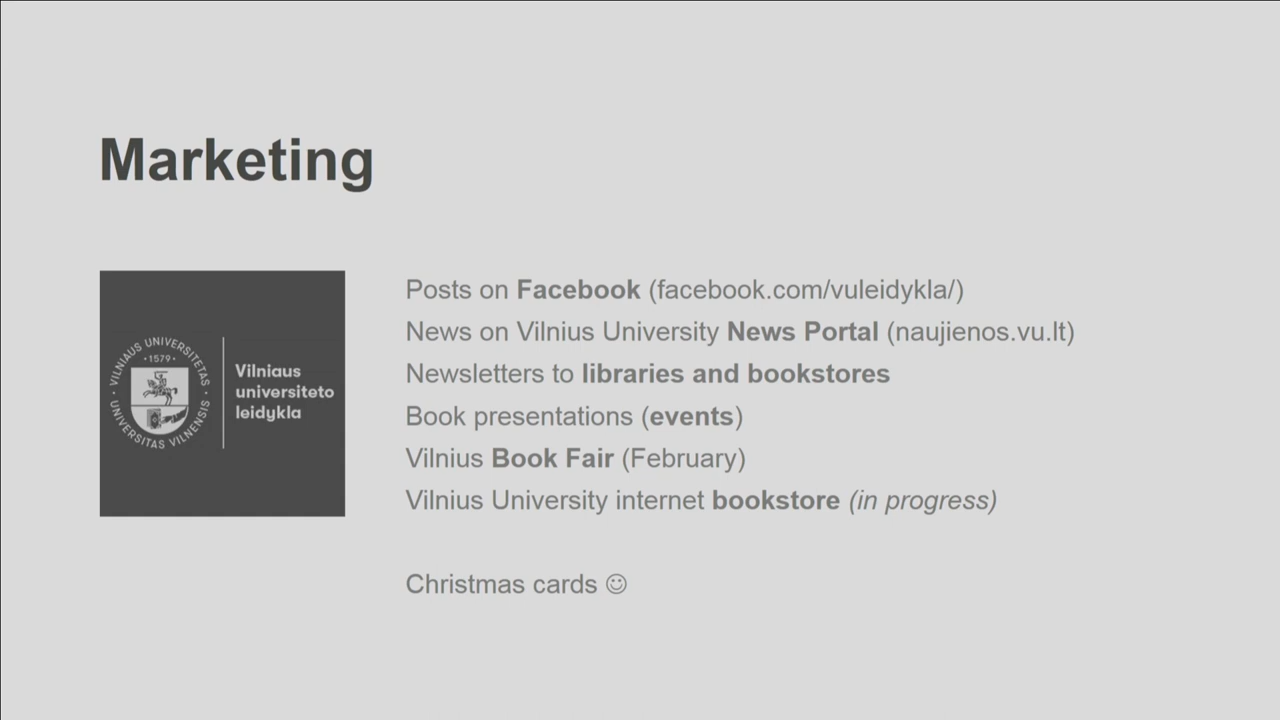 Marketing
VILNIAUS UNIVERSITETAS
· 1579 ·
UNIVERSITAS VILNENSIS
Vilniaus
universiteto
leidykla
Posts on Facebook (facebook.com/vuleidykla/)
News on Vilnius University News Portal (naujienos.vu.lt)
Newsletters to libraries and bookstores
Book presentations (events)
Vilnius Book Fair (February)
Vilnius University internet bookstore (in progress)
Christmas cards ☺